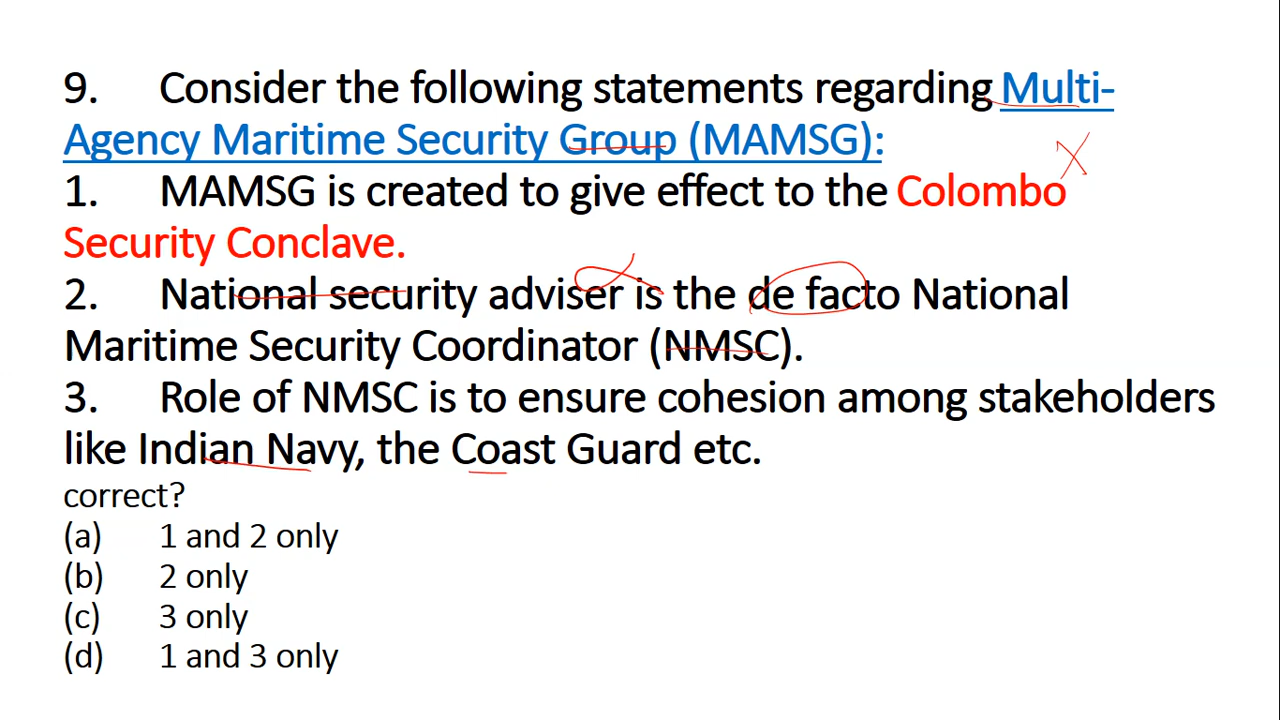 9. Consider the following statements regarding Multi-
Agency Maritime Security Group (MAMSG):
1. MAMSG is created to give effect to the Colombo
Security Conclave.
2. National security adviser is the de facto National
Maritime Security Coordinator (NMSC).
3. Role of NMSC is to ensure cohesion among stakeholders
like Indian Navy, the Coast Guard etc.
correct?
(a) 1 and 2 only
(b) 2 only
(c) 3 only
(d) 1 and 3 only